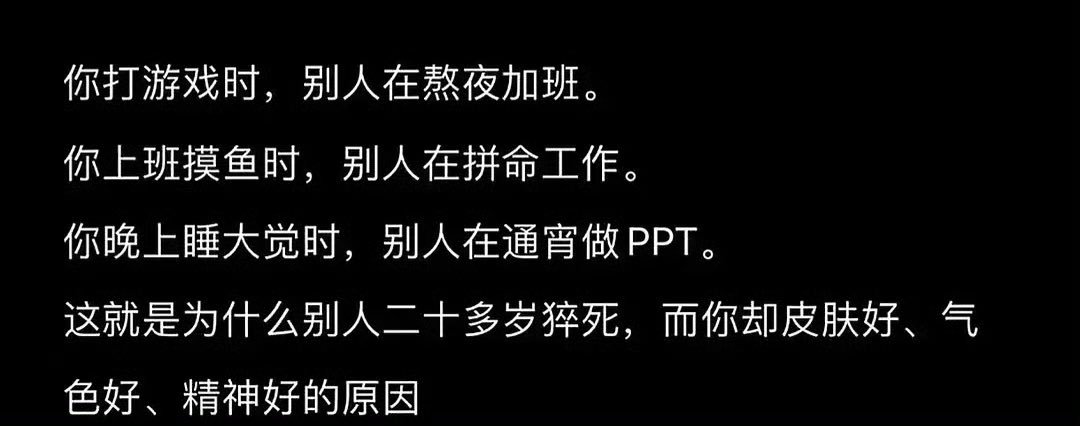 你打游戏时，别人在熬夜加班。
你上班摸鱼时，别人在拼命工作。
你晚上睡大觉时，别人在通宵做PPT。
这就是为什么别人二十多岁猝死，而你却皮肤好、气
色好、精神好的原因